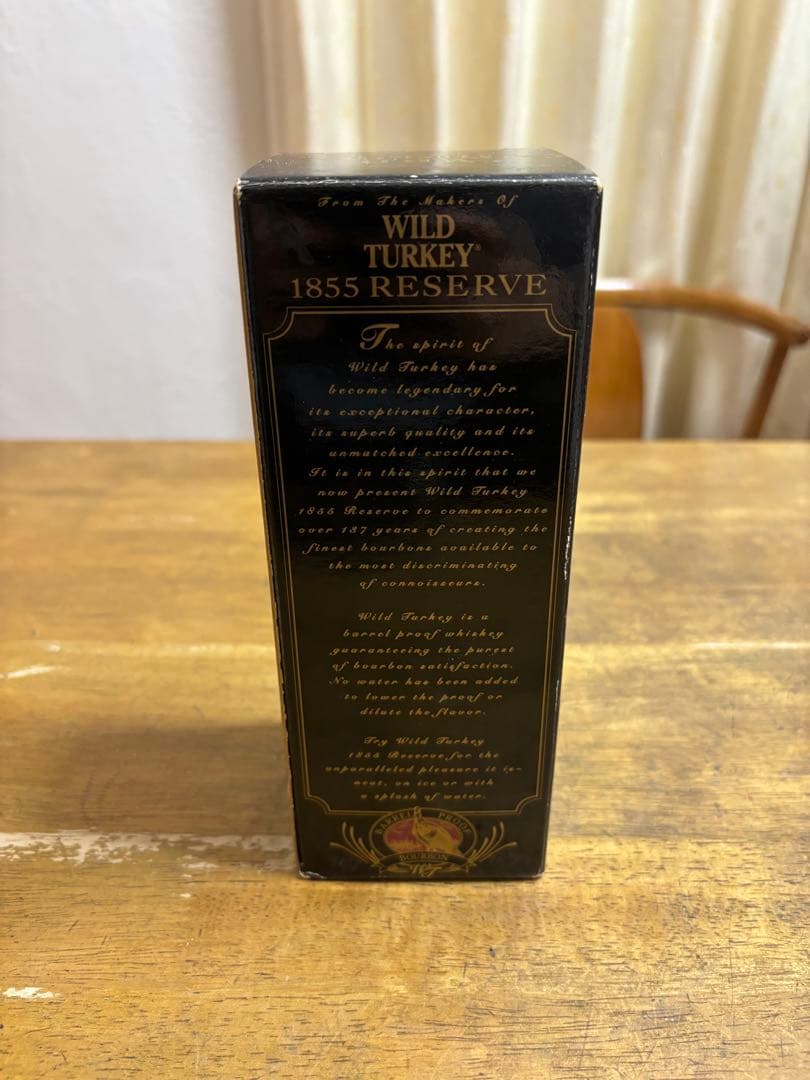 From The Makers Of
WILD
TURKEY®
1855 RESERVE
The spirit of
Wild Turkey has
become legendary for
its exceptional character,
its superb quality and its
unmatched excellence.
It is in this spirit that we
now present Wild Turkey
1855 Reserve to commemorate
over 137 years of creating the
finest bourbons available to
the most discriminating
of connoisseurs.
Wild Turkey is a
barrel proof whiskey
guaranteeing the purest
of bourbon satisfaction.
No water has been added
to lower the proof or
dilute the flavor.
Try Wild Turkey
1855 Reserve for the
unparalleled pleasure it is-
neat, on ice or with
a splash of water.
BARREL PROOF
BOURBON